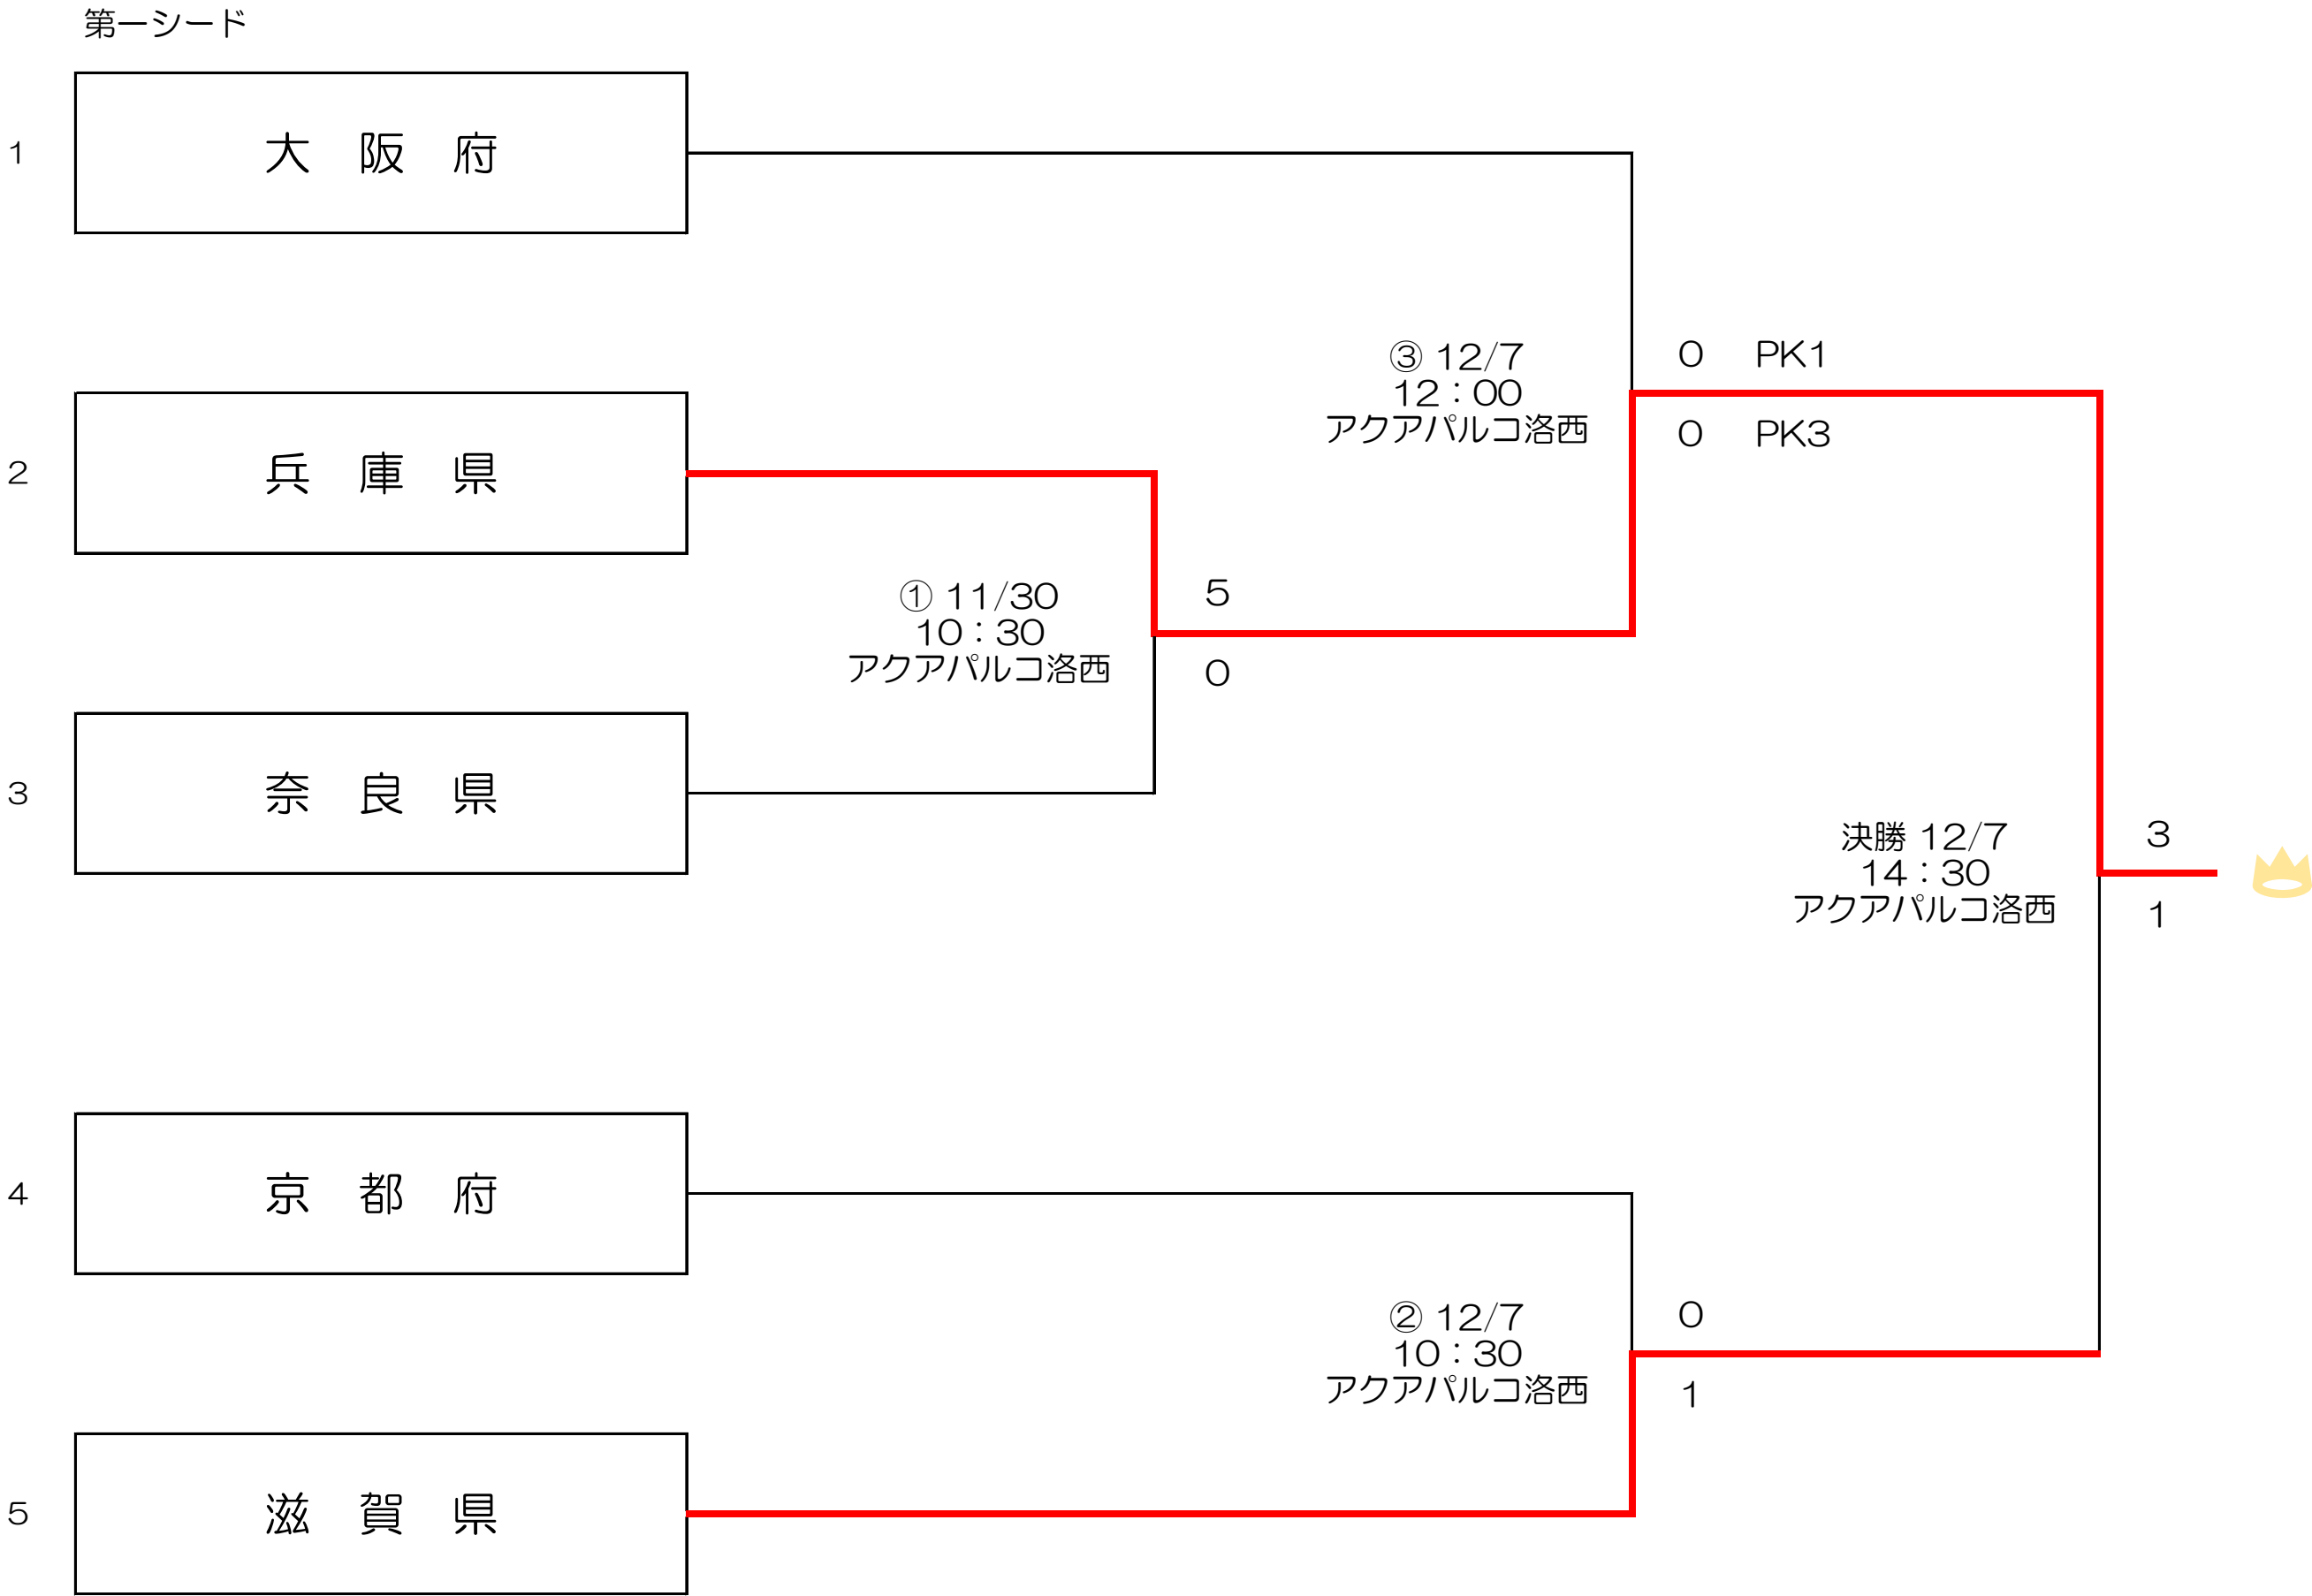 第一シード
1
大 阪 府
③ 12/7
12：00
アクアパルコ洛西
0 PK1
0 PK3
2
兵 庫 県
① 11/30
10：30
アクアパルコ洛西
5
0
3
奈 良 県
決勝 12/7
14：30
アクアパルコ洛西
3
1
4
京 都 府
② 12/7
10：30
アクアパルコ洛西
0
1
5
滋 賀 県